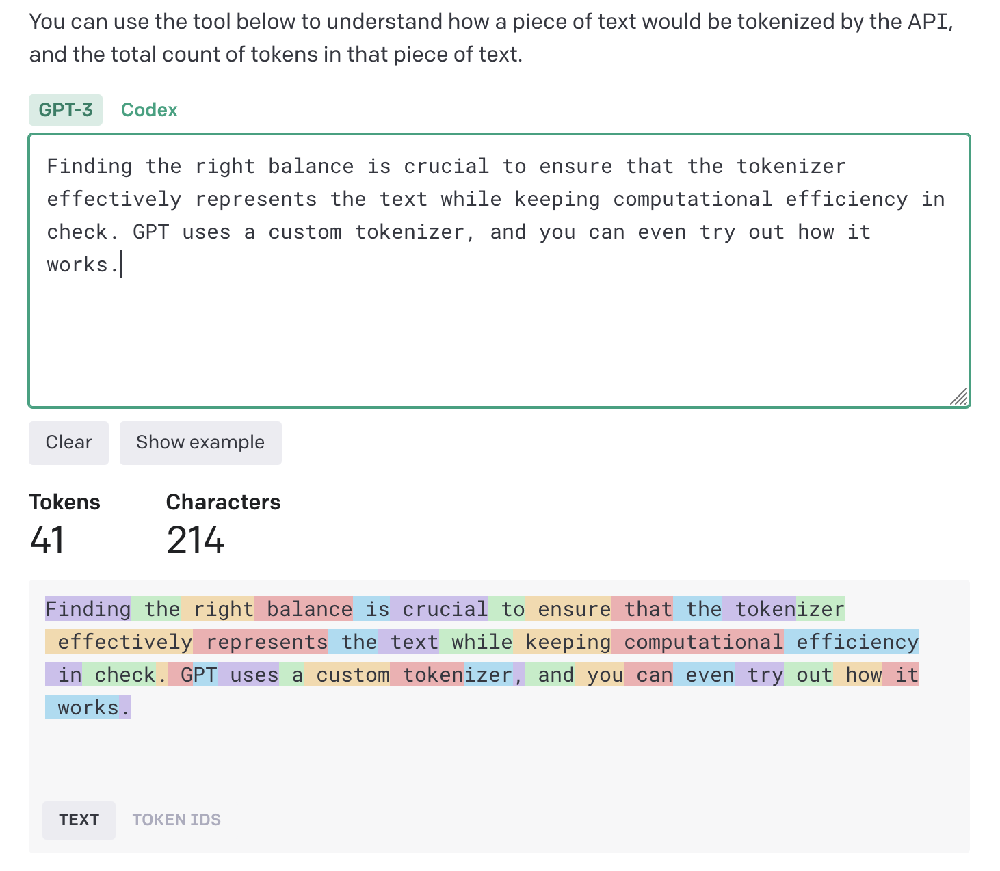 You can use the tool below to understand how a piece of text would be tokenized by the API,
and the total count of tokens in that piece of text.
GPT-3 Codex
Finding the right balance is crucial to ensure that the tokenizer
effectively represents the text while keeping computational efficiency in
check. GPT uses a custom tokenizer, and you can even try out how it
works.
Clear Show example
Tokens Characters
41 214
Finding the right balance is crucial to ensure that the tokenizer
effectively represents the text while keeping computational efficiency
in check. GPT uses a custom tokenizer, and you can even try out how it
works.
TEXT TOKEN IDS